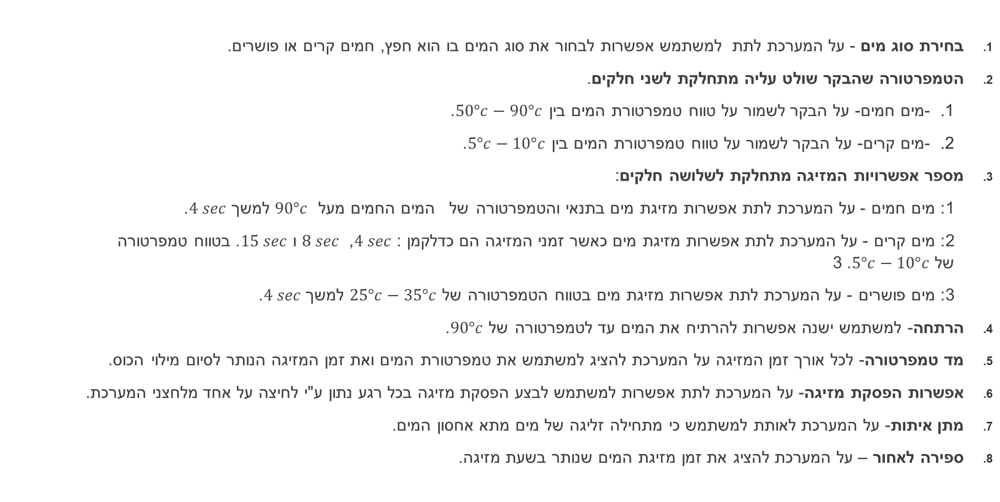 1. בחירת סוג מים - על המערכת לתת למשתמש אפשרות לבחור את סוג המים בו הוא חפץ, חמים קרים או פושרים.
2. הטמפרטורה שהבקר שולט עליה מתחלקת לשני חלקים.
1. -מים חמים- על הבקר לשמור על טווח טמפרטורת המים בין 50°c – 90°c.
2. -מים קרים- על הבקר לשמור על טווח טמפרטורת המים בין 5°c – 10°c.
3. מספר אפשרויות המזיגה מתחלקת לשלושה חלקים:
1: מים חמים - על המערכת לתת אפשרות מזיגת מים בתנאי והטמפרטורה של המים החמים מעל 90°c למשך 4 sec.
2: מים קרים - על המערכת לתת אפשרות מזיגת מים כאשר זמני המזיגה הם כדלקמן : 4 sec, 8 sec ו 15 sec. בטווח טמפרטורה
של 5°c – 10°c. 3
3: מים פושרים - על המערכת לתת אפשרות מזיגת מים בטווח הטמפרטורה של 25°c – 35°c למשך 4 sec.
4. הרתחה- למשתמש ישנה אפשרות להרתיח את המים עד לטמפרטורה של 90°c.
5. מד טמפרטורה- לכל אורך זמן המזיגה על המערכת להציג למשתמש את טמפרטורת המים ואת זמן המזיגה הנותר לסיום מילוי הכוס.
6. אפשרות הפסקת מזיגה- על המערכת לתת אפשרות למשתמש לבצע הפסקת מזיגה בכל רגע נתון ע"י לחיצה על אחד מלחצני המערכת.
7. מתן איתות- על המערכת לאותת למשתמש כי מתחילה זליגה של מים מתא אחסון המים.
8. ספירה לאחור – על המערכת להציג את זמן מזיגת המים שנותר בשעת מזיגה.